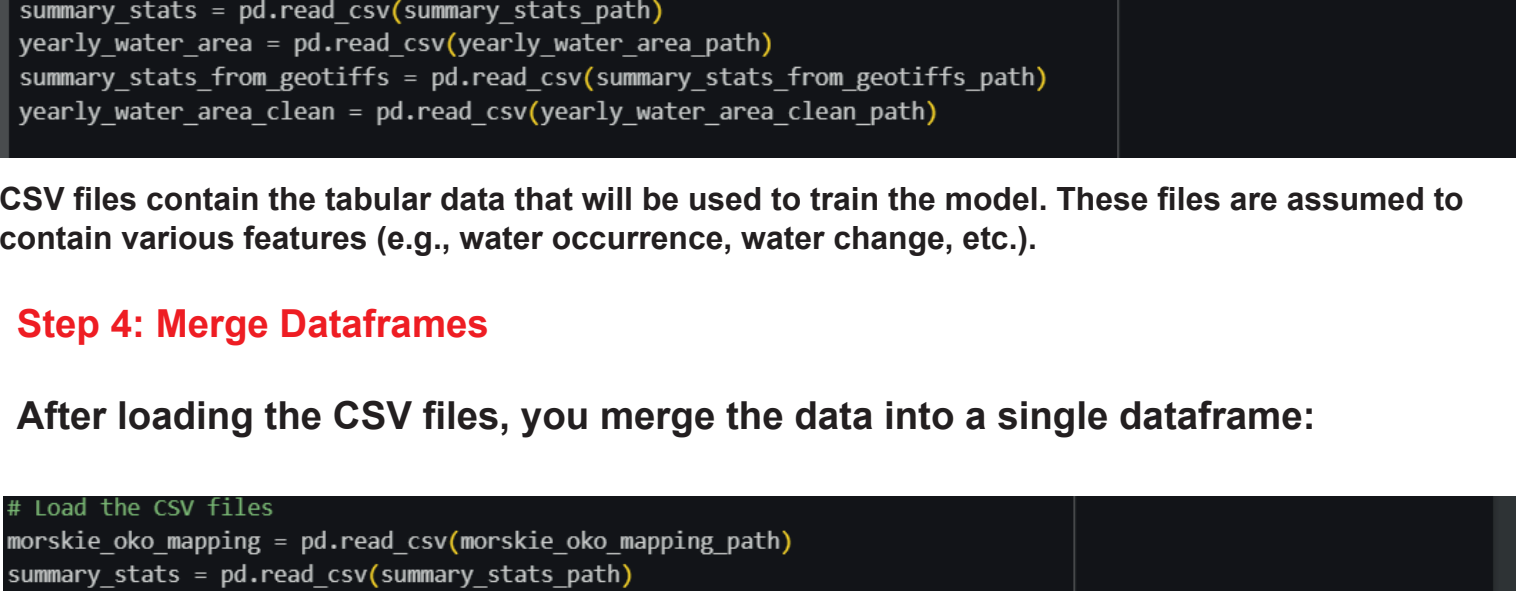 summary_stats = pd.read_csv(summary_stats_path)
yearly_water_area = pd.read_csv(yearly_water_area_path)
summary_stats_from_geotiffs = pd.read_csv(summary_stats_from_geotiffs_path)
yearly_water_area_clean = pd.read_csv(yearly_water_area_clean_path)
CSV files contain the tabular data that will be used to train the model. These files are assumed to
contain various features (e.g., water occurrence, water change, etc.).
Step 4: Merge Dataframes
After loading the CSV files, you merge the data into a single dataframe:
# Load the CSV files
morskie_oko_mapping = pd.read_csv(morskie_oko_mapping_path)
summary_stats = pd.read_csv(summary_stats_path)